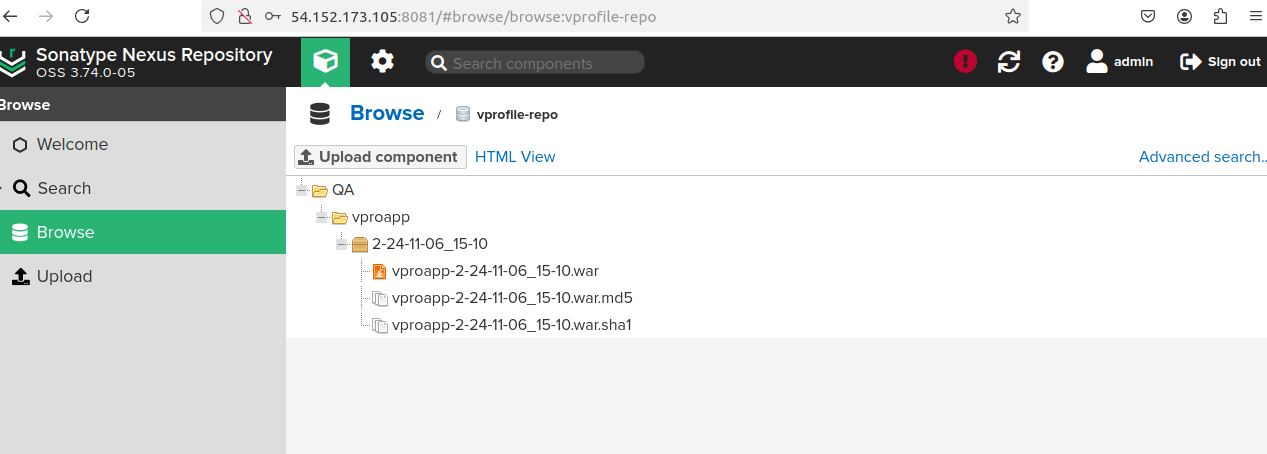 54.152.173.105:8081/#browse/browse:vprofile-repo
Sonatype Nexus Repository
OSS 3.74.0-05
Search components
admin
Sign out
Browse
Browse / vprofile-repo
Welcome
Search
Browse
Upload
Upload component HTML View Advanced search..
QA
vproapp
2-24-11-06_15-10
vproapp-2-24-11-06_15-10.war
vproapp-2-24-11-06_15-10.war.md5
vproapp-2-24-11-06_15-10.war.sha1